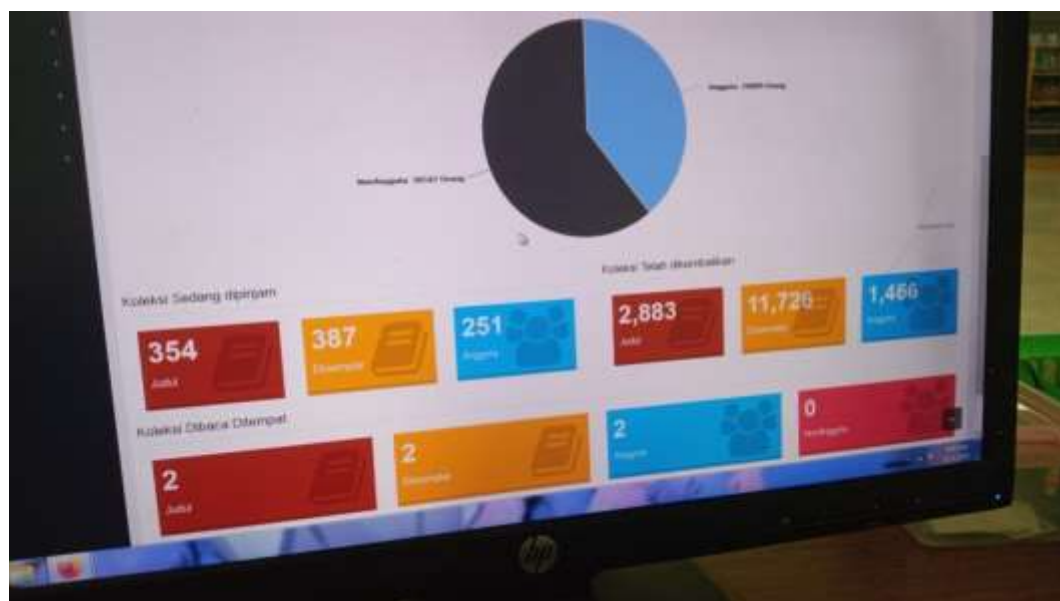 Koleksi Sedang dipinjam
354
Judul
387
Eksemplar
251
Anggota
Koleksi Telah dikembalikan
2,883
Judul
11,726
Eksemplar
1,466
Anggota
Koleksi Dibaca Ditempat
2
Judul
2
Eksemplar
2
Anggota
0
NonAnggota
hp